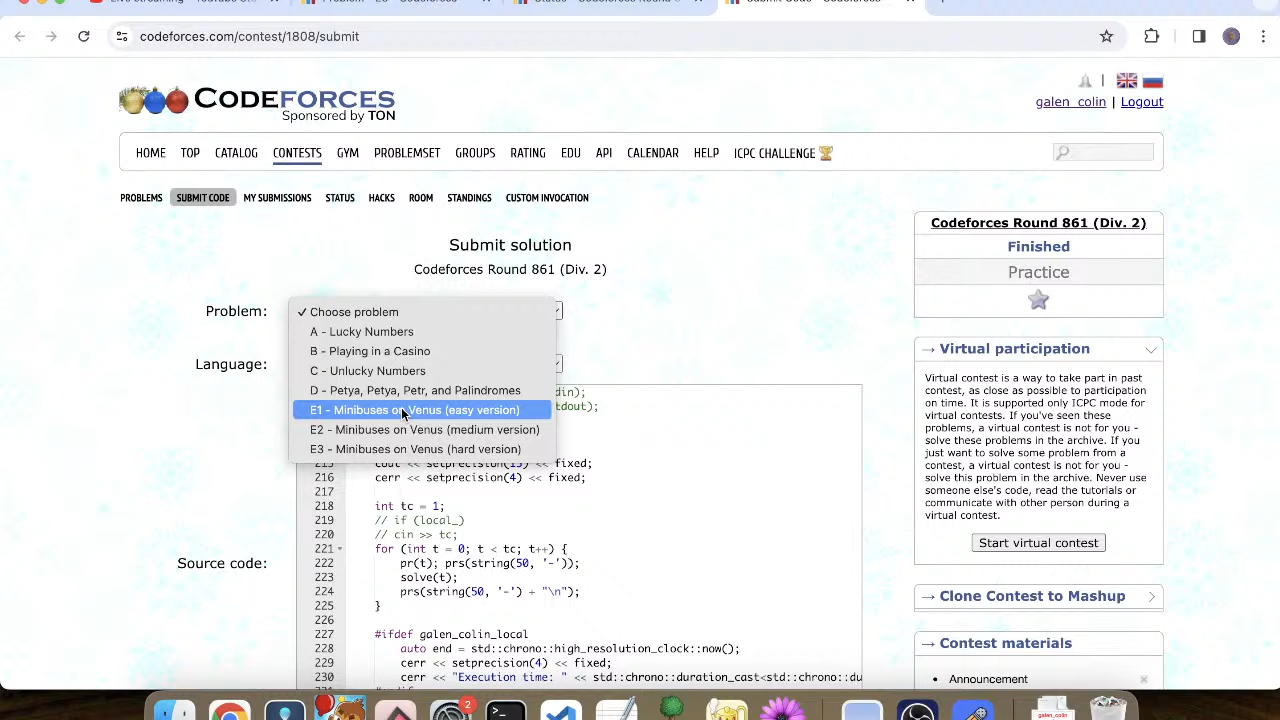 codeforces.com/contest/1808/submit
CODEFORCES
Sponsored by TON
galen_colin | Logout
HOME TOP CATALOG CONTESTS GYM PROBLEMSET GROUPS RATING EDU API CALENDAR HELP ICPC CHALLENGE
PROBLEMS SUBMIT CODE MY SUBMISSIONS STATUS HACKS ROOM STANDINGS CUSTOM INVOCATION
Submit solution
Codeforces Round 861 (Div. 2)
Problem:
✓ Choose problem
A - Lucky Numbers
B - Playing in a Casino
C - Unlucky Numbers
D - Petya, Petya, Petr, and Palindromes
E1 - Minibuses on Venus (easy version)
E2 - Minibuses on Venus (medium version)
E3 - Minibuses on Venus (hard version)
Language:
Source code:
216 cerr << setprecision(4) << fixed;
217
218 int tc = 1;
219 // if (local_)
220 // cin >> tc;
221 for (int t = 0; t < tc; t++) {
222 pr(t); prs(string(50, '-'));
223 solve(t);
224 prs(string(50, '-') + "\n");
225 }
226
227 #ifdef galen_colin_local
228 auto end = std::chrono::high_resolution_clock::now();
229 cerr << setprecision(4) << fixed;
230 cerr << "Execution time: " << std::chrono::duration_cast<std::chrono::du
Codeforces Round 861 (Div. 2)
Finished
Practice
→ Virtual participation
Virtual contest is a way to take part in past
contest, as close as possible to participation
on time. It is supported only ICPC mode for
virtual contests. If you've seen these
problems, a virtual contest is not for you -
solve these problems in the archive. If you
just want to solve some problem from a
contest, a virtual contest is not for you -
solve this problem in the archive. Never use
someone else's code, read the tutorials or
communicate with other person during a
virtual contest.
Start virtual contest
→ Clone Contest to Mashup
→ Contest materials
Announcement
2